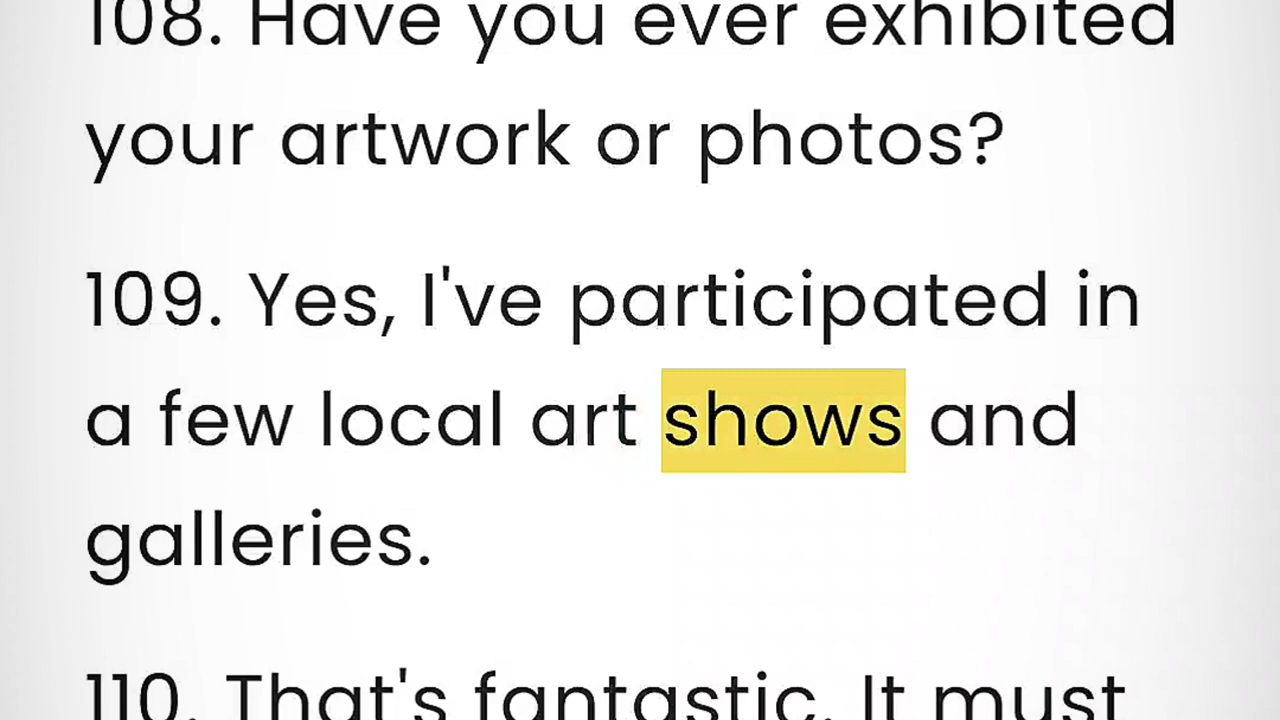 108. Have you ever exhibited
your artwork or photos?
109. Yes, I've participated in
a few local art shows and
galleries.
110. That's fantastic. It must